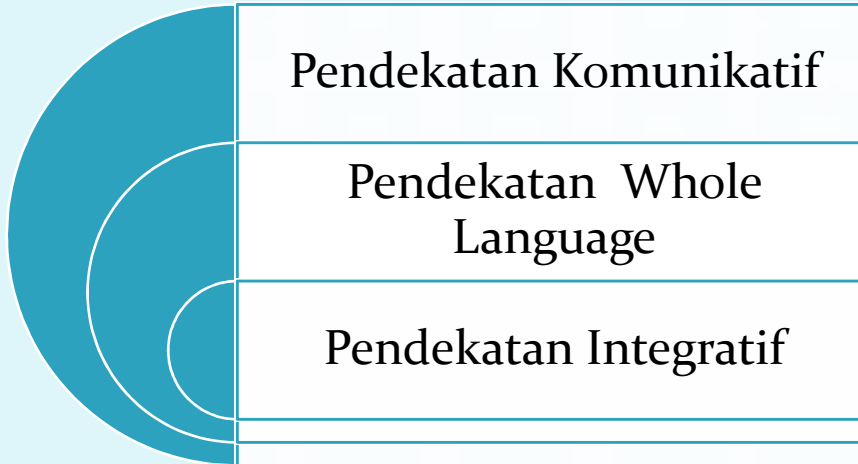 Pendekatan Komunikatif
Pendekatan Whole
Language
Pendekatan Integratif